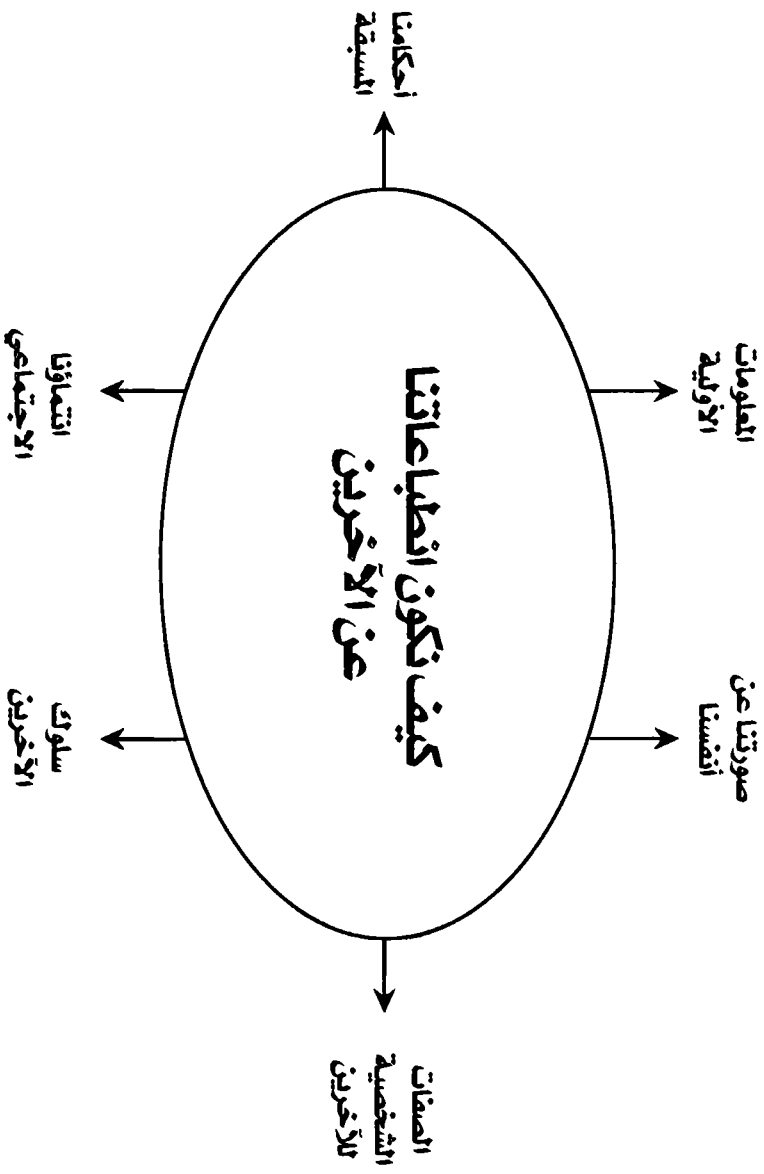 صورتنا عن
أنفسنا
المعلومات
الأولية
الصفات
الشخصية
للآخرين
كيف نكون انطباعاتنا
عن الآخرين
أحكامنا
المسبقة
سلوك
الآخرين
انتماؤنا
الاجتماعي